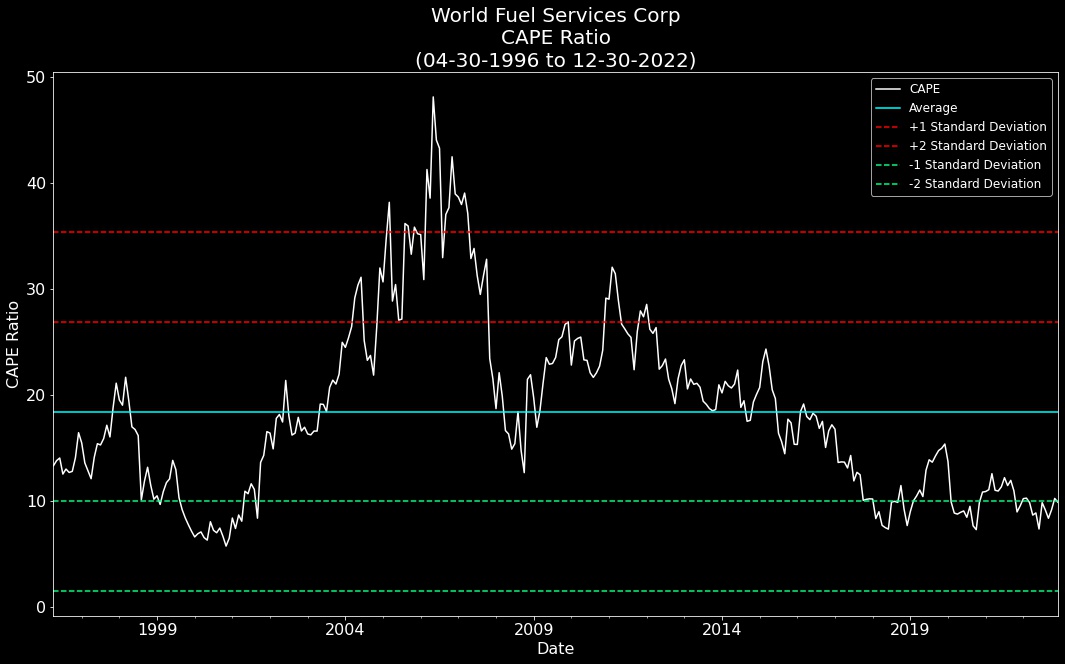 World Fuel Services Corp
CAPE Ratio
(04-30-1996 to 12-30-2022)
50
40
30
20
10
0
CAPE Ratio
CAPE
Average
+1 Standard Deviation
+2 Standard Deviation
-1 Standard Deviation
-2 Standard Deviation
1999
2004
2009
2014
2019
Date